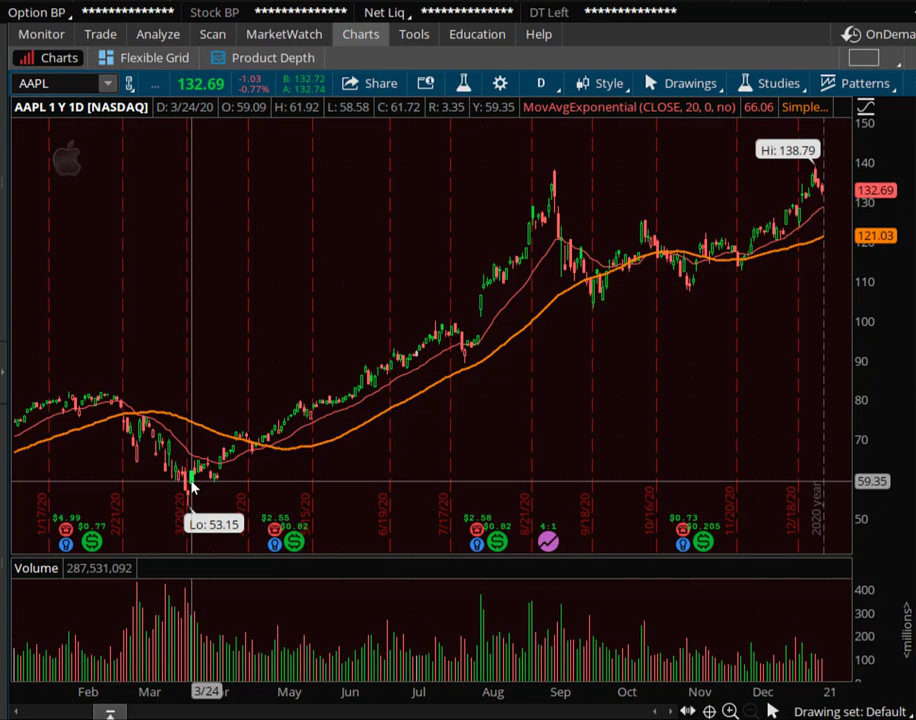 Option BP ************** Stock BP ************** Net Liq ************** DT Left **************
Monitor Trade Analyze Scan MarketWatch Charts Tools Education Help OnDema
Charts Flexible Grid Product Depth
AAPL ... 132.69 -1.03 -0.77% B: 132.72 A: 132.74 Share D Style Drawings Studies Patterns
AAPL 1 Y 1D [NASDAQ] D: 3/24/20 O: 59.09 H: 61.92 L: 58.58 C: 61.72 R: 3.35 Y: 59.35 MovAvgExponential (CLOSE, 20, 0, no) 66.06 Simple...
150
Hi: 138.79
140
132.69
130
121.03
110
100
90
80
70
59.35
50
1/17/20 2/21/20 3/20/20 6/19/20 7/17/20 8/21/20 9/18/20 10/16/20 11/20/20 12/18/20 2020 year
Lo: 53.15
$4.99 $0.77 $2.55 $0.82 $2.58 $0.82 4:1 $0.73 $0.205
Volume 287,531,092
400
300
200
100
0
<millions>
Feb Mar 3/24 r May Jun Jul Aug Sep Oct Nov Dec 21
Drawing set: Default